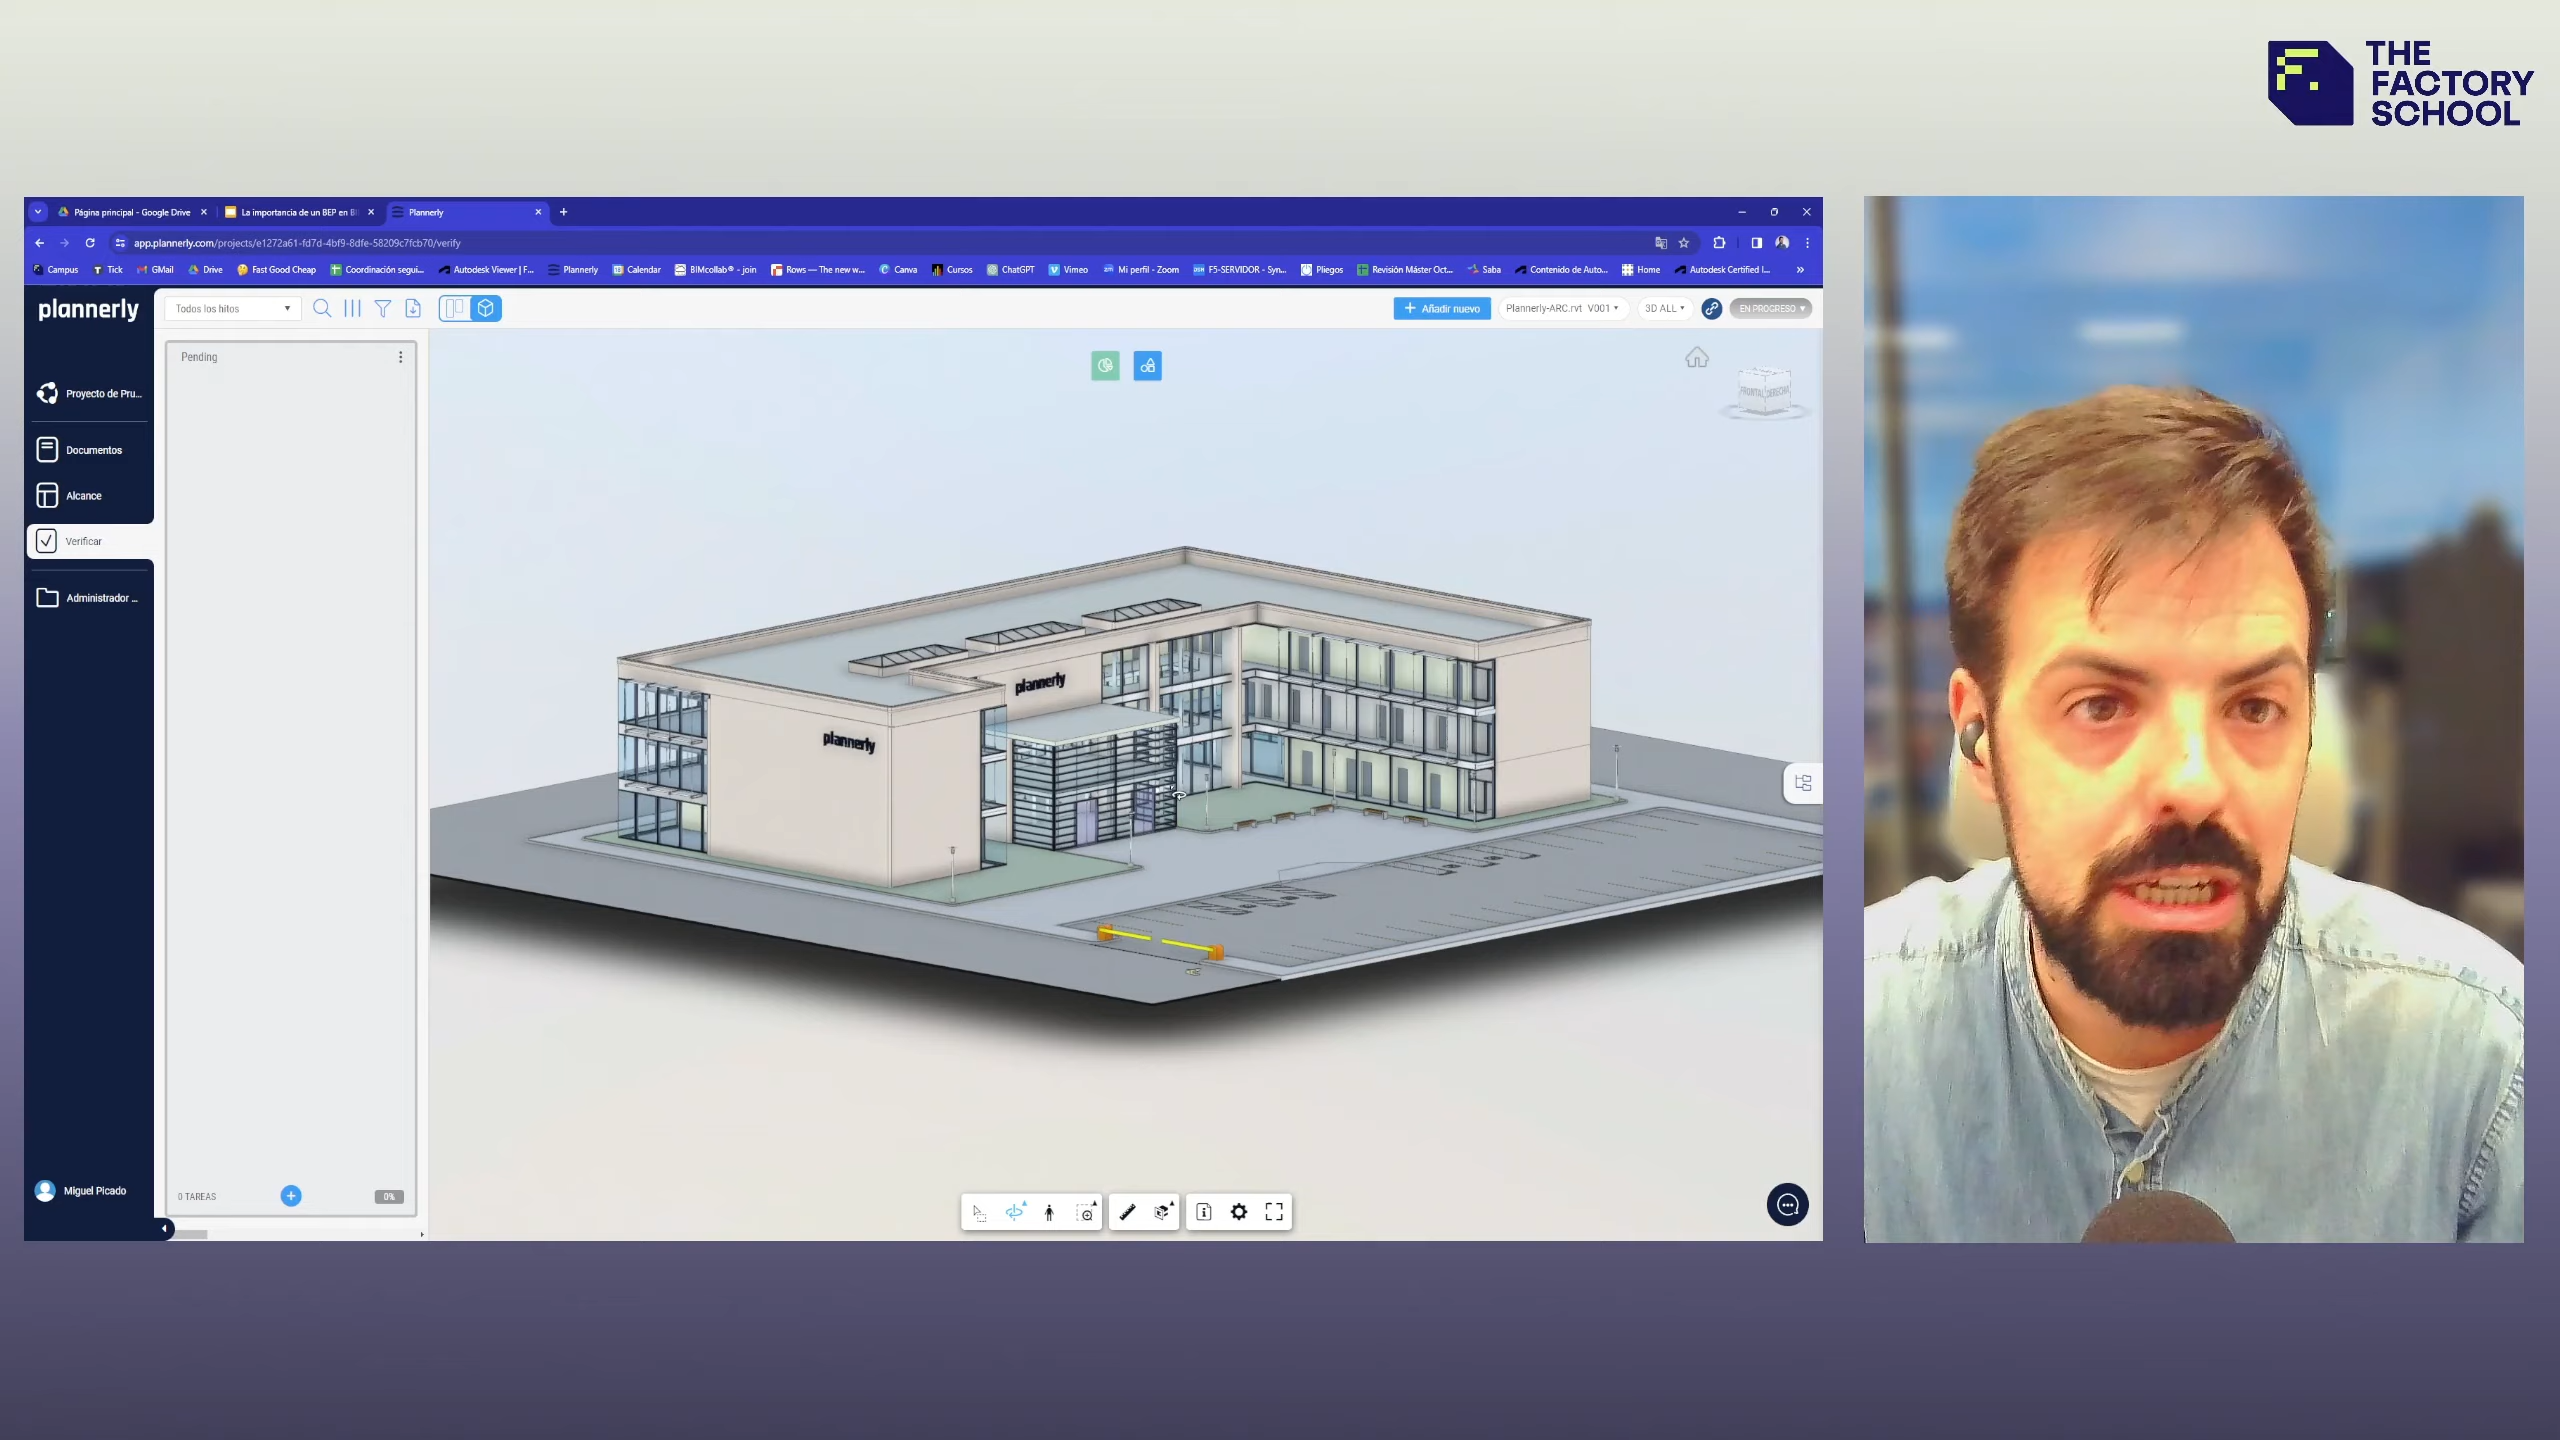 THE
FACTORY
SCHOOL
F.
Página principal - Google Drive
La importancia de un BEP en BI
Plannerly
app.plannerly.com/projects/e1272a61-fd7d-4bf9-8dfe-58209c7fcb70/verify
Campus
Tick
GMail
Drive
Fast Good Cheap
Coordinación segui...
Autodesk Viewer | F...
Plannerly
Calendar
BIMcollab® - join
Rows — The new w...
Canva
Cursos
ChatGPT
Vimeo
Mi perfil - Zoom
F5-SERVIDOR - Syn...
Pliegos
Revisión Máster Oct...
Saba
Contenido de Auto...
Home
Autodesk Certified I...
»
plannerly
Todos los hitos
+ Añadir nuevo
Plannerly-ARC.rvt V001
3D ALL
EN PROGRESO
Pending
Proyecto de Pru...
Documentos
Alcance
Verificar
Administrador ...
FRONTAL
DERECHA
plannerly
plannerly
Miguel Picado
0 TAREAS
0%